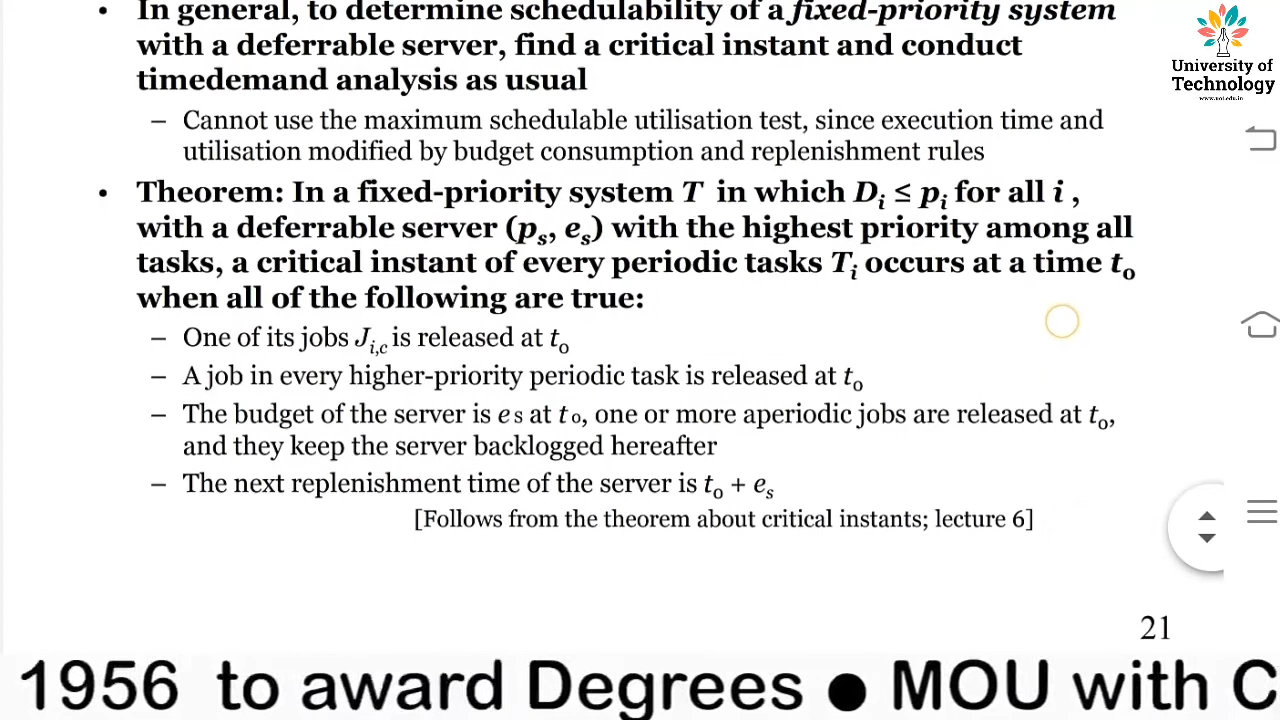 • In general, to determine schedulability of a fixed-priority system
with a deferrable server, find a critical instant and conduct
timedemand analysis as usual
– Cannot use the maximum schedulable utilisation test, since execution time and
utilisation modified by budget consumption and replenishment rules
• Theorem: In a fixed-priority system T in which Di ≤ pi for all i ,
with a deferrable server (ps, es) with the highest priority among all
tasks, a critical instant of every periodic tasks Ti occurs at a time t0
when all of the following are true:
– One of its jobs Ji,c is released at t0
– A job in every higher-priority periodic task is released at t0
– The budget of the server is es at t0, one or more aperiodic jobs are released at t0,
and they keep the server backlogged hereafter
– The next replenishment time of the server is t0 + es
[Follows from the theorem about critical instants; lecture 6]
21
University of
Technology
1956 to award Degrees ● MOU with C